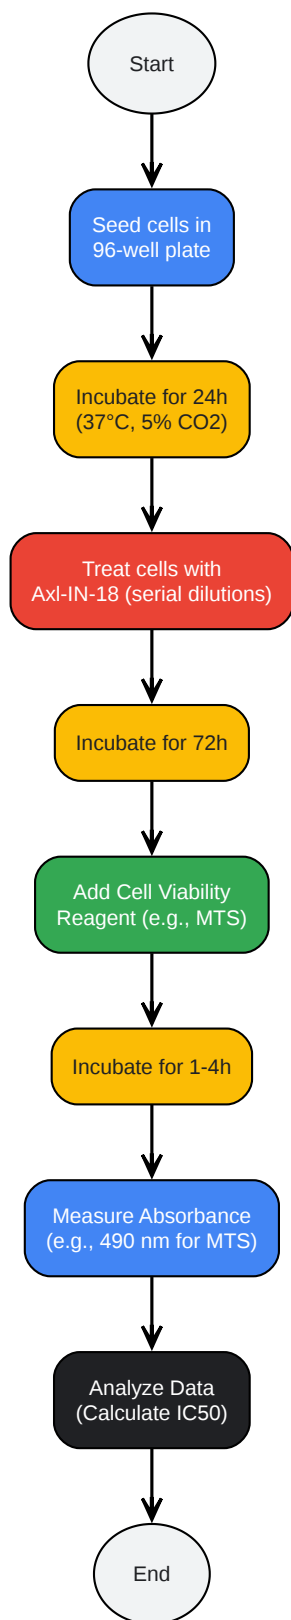 Start
Seed cells in
96-well plate
Incubate for 24h
(37°C, 5% CO2)
Treat cells with
Axl-IN-18 (serial dilutions)
Incubate for 72h
Add Cell Viability
Reagent (e.g., MTS)
Incubate for 1-4h
Measure Absorbance
(e.g., 490 nm for MTS)
Analyze Data
(Calculate IC50)
End